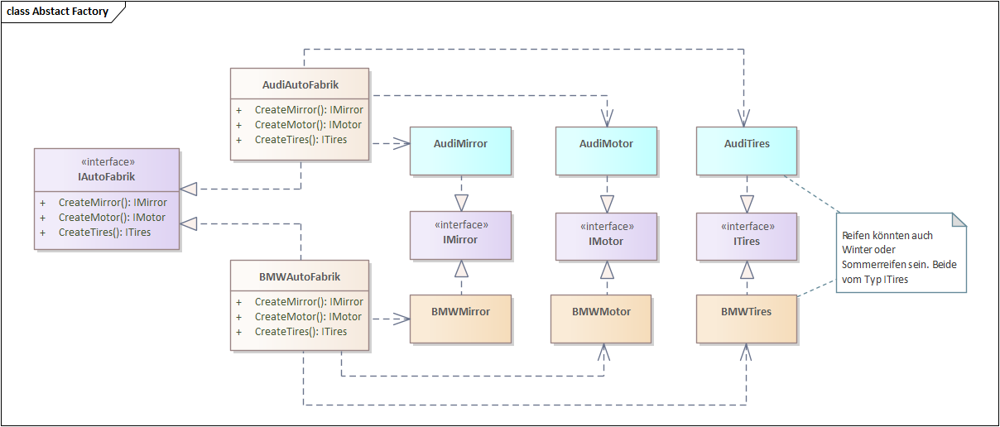 class Abstact Factory
AudiAutoFabrik
+ CreateMirror(): IMirror
+ CreateMotor(): IMotor
+ CreateTires(): ITires
«interface»
IAutoFabrik
+ CreateMirror(): IMirror
+ CreateMotor(): IMotor
+ CreateTires(): ITires
BMWAutoFabrik
+ CreateMirror(): IMirror
+ CreateMotor(): IMotor
+ CreateTires(): ITires
AudiMirror
AudiMotor
AudiTires
«interface»
IMirror
«interface»
IMotor
«interface»
ITires
BMWMirror
BMWMotor
BMWTires
Reifen könnten auch
Winter oder
Sommerreifen sein. Beide
vom Typ ITires